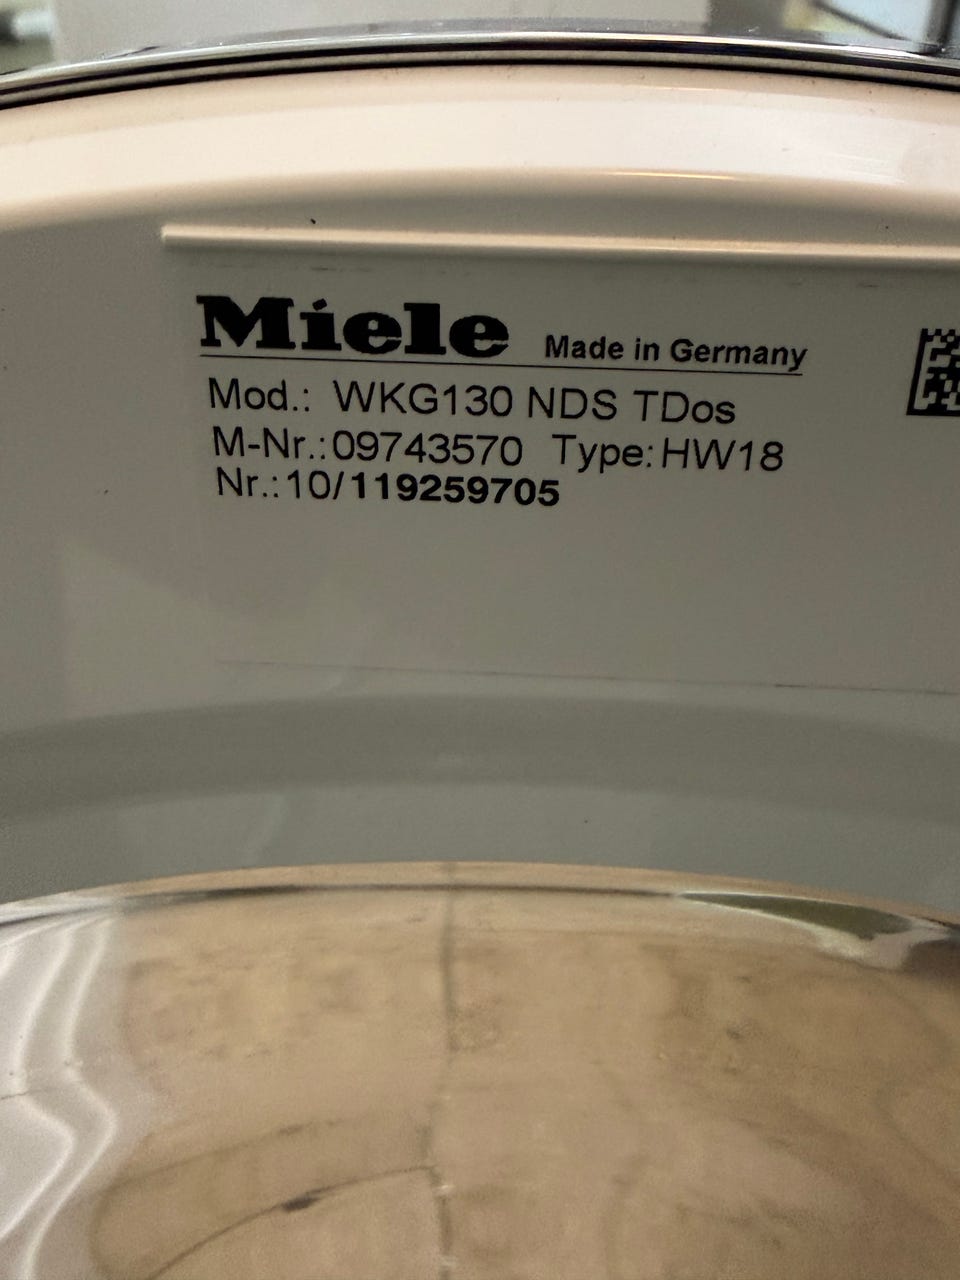 Miele Made in Germany
Mod.: WKG130 NDS TDos
M-Nr.:09743570 Type:HW18
Nr.:10/119259705